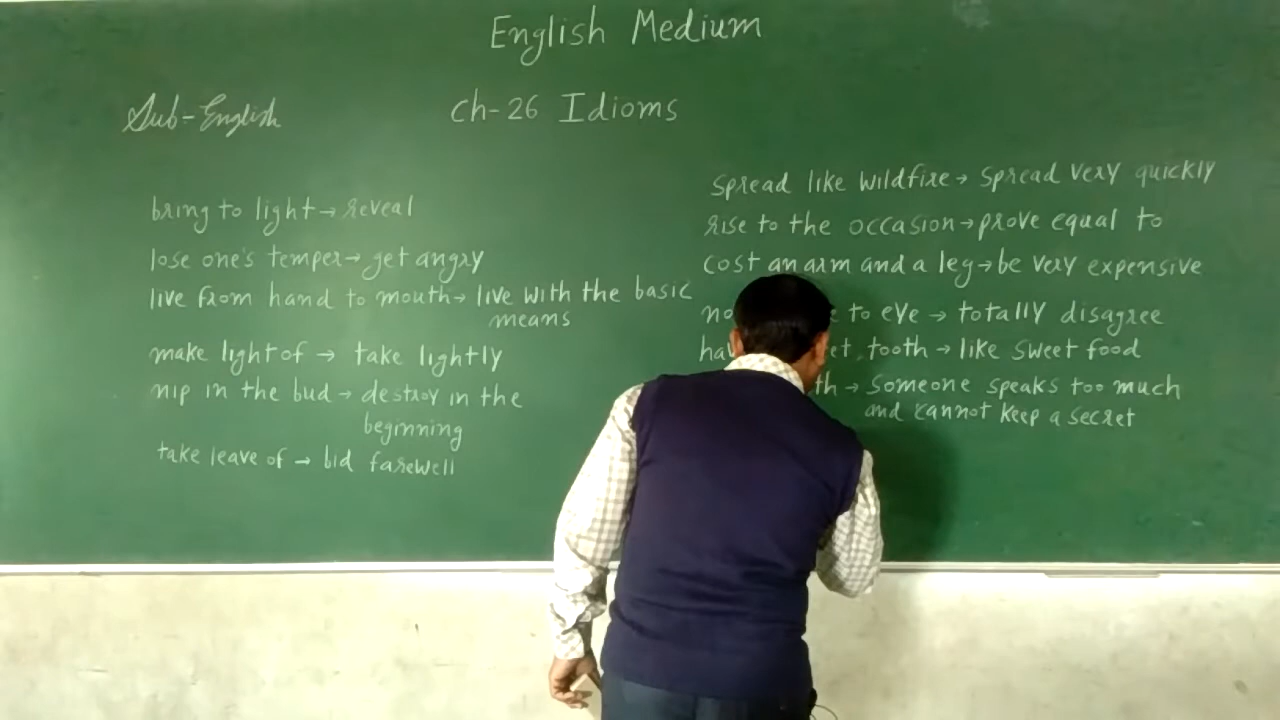 English Medium
Sub-English
Ch-26 Idioms
bring to light → reveal
lose one's temper → get angry
live from hand to mouth → live with the basic
means
make light of → take lightly
nip in the bud → destroy in the
beginning
take leave of → bid farewell
spread like wildfire → spread very quickly
rise to the occasion → prove equal to
cost an arm and a leg → be very expensive
to eye → totally disagree
tooth → like sweet food
→ someone speaks too much
and cannot keep a secret